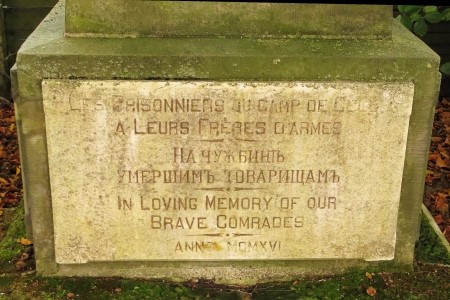 LES PRISONNIERS DU CAMP DE
A LEURS FRÈRES D'ARMES
НА ЧУЖБИНѢ
УМЕРШИМЪ ТОВАРИЩАМЪ
IN LOVING MEMORY OF OUR
BRAVE COMRADES
ANNO MCMXVI